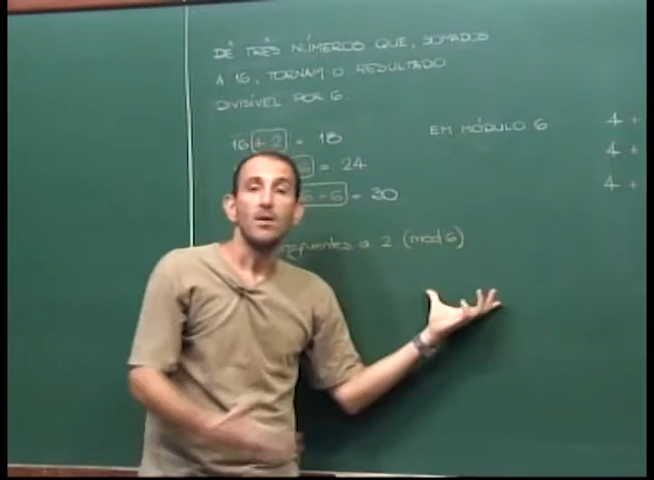 DÊ TRÊS NÚMEROS QUE, SOMADOS
A 16, TORNAM O RESULTADO
DIVISÍVEL POR 6.
16 + 2 = 18
= 24
+ 6 = 30
a 2 (mod 6)
EM MÓDULO 6
4 +
4 +
4 +